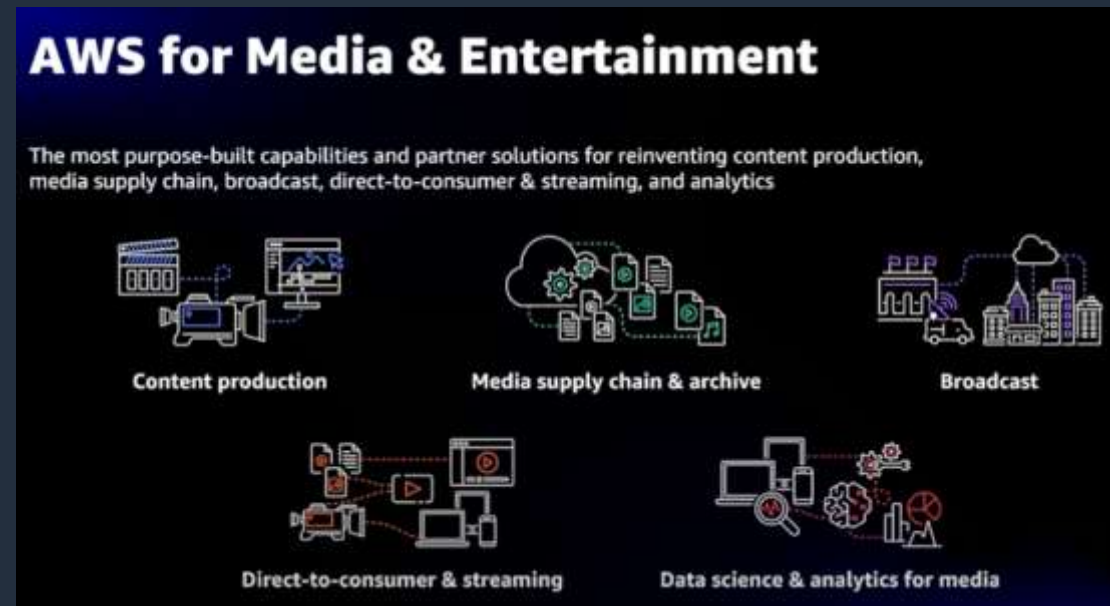 AWS for Media & Entertainment
The most purpose-built capabilities and partner solutions for reinventing content production,
media supply chain, broadcast, direct-to-consumer & streaming, and analytics
Content production
Media supply chain & archive
Broadcast
Direct-to-consumer & streaming
Data science & analytics for media